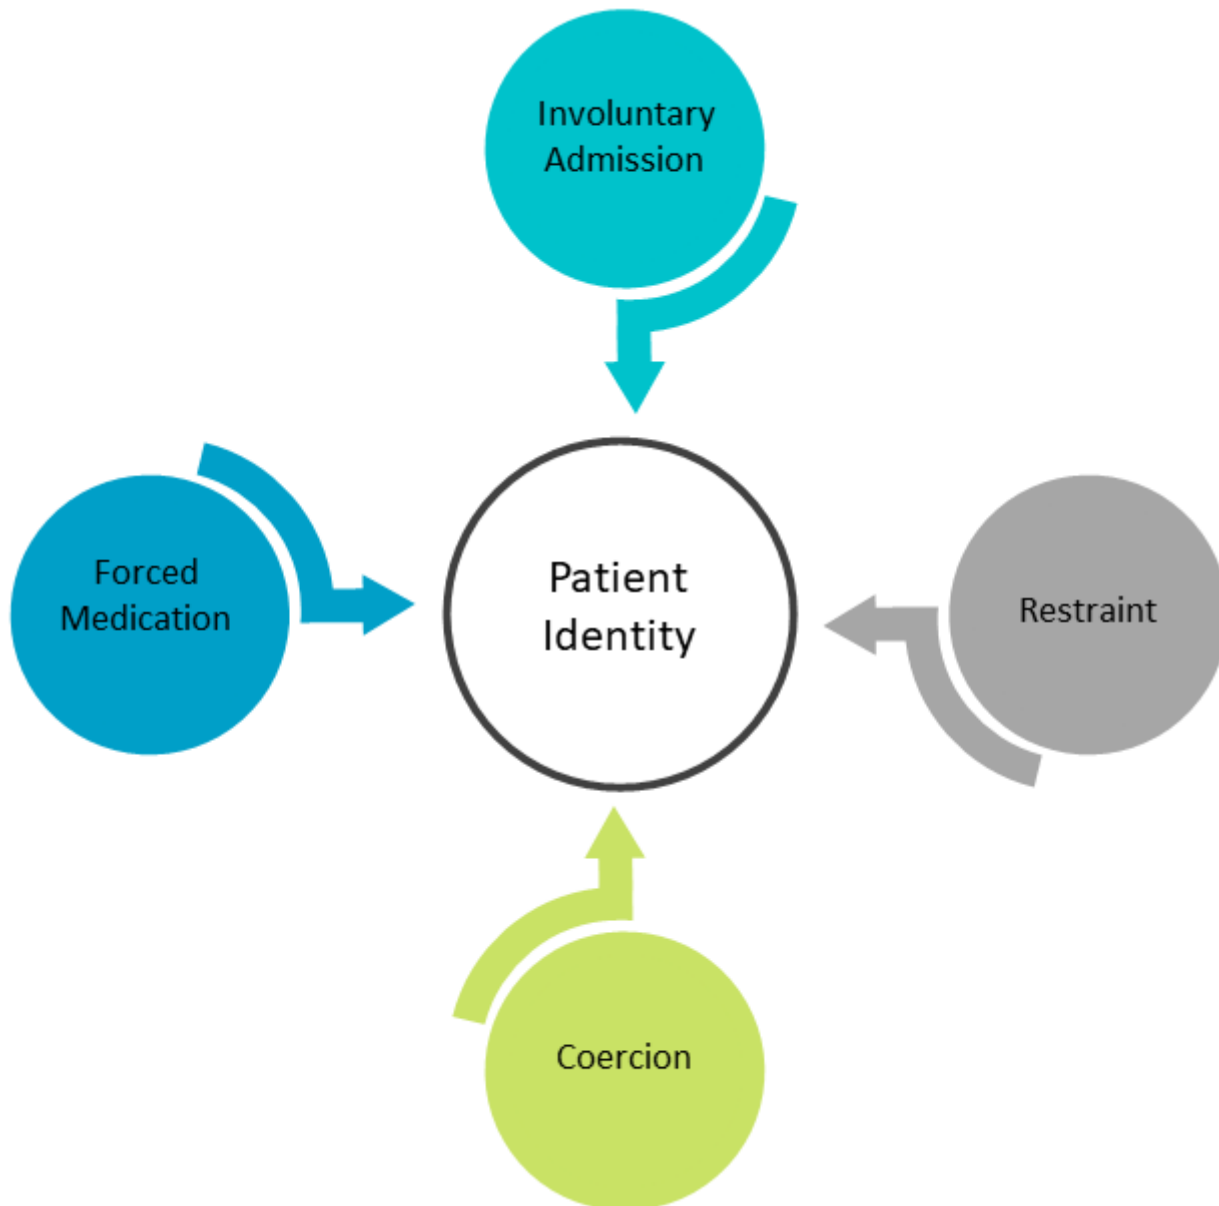 Involuntary
Admission
Forced
Medication
Patient
Identity
Restraint
Coercion